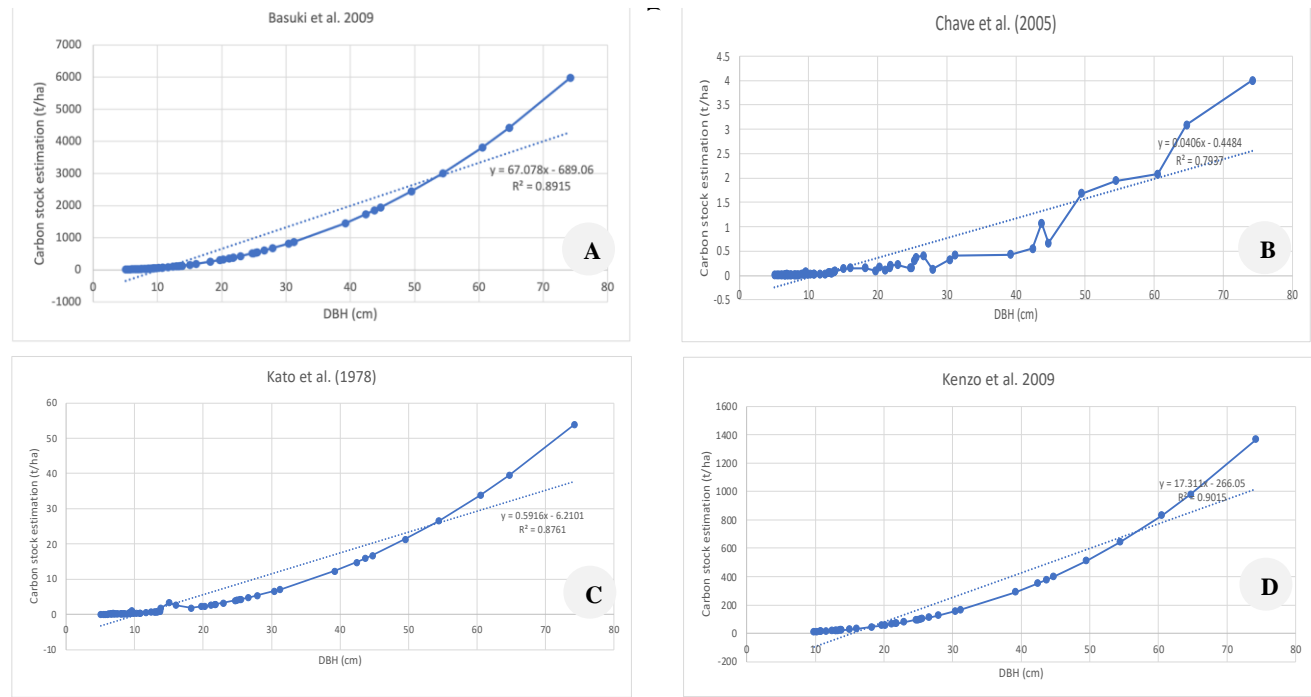 Basuki et al. 2009
Carbon stock estimation (t/ha)
7000
6000
5000
4000
3000
2000
1000
0
-1000
0 10 20 30 40 50 60 70 80
DBH (cm)
y = 67.078x - 689.06
R² = 0.8915
A
Chave et al. (2005)
Carbon stock estimation (t/ha)
4.5
4
3.5
3
2.5
2
1.5
1
0.5
0
-0.5
0 10 20 30 40 50 60 70 80
DBH (cm)
y = 0.0406x - 0.4484
R² = 0.7937
B
Kato et al. (1978)
Carbon stock estimation (t/ha)
60
50
40
30
20
10
0
-10
0 10 20 30 40 50 60 70 80
DBH (cm)
y = 0.5916x - 6.2101
R² = 0.8761
C
Kenzo et al. 2009
Carbon stock estimation (t/ha)
1600
1400
1200
1000
800
600
400
200
0
-200
0 10 20 30 40 50 60 70 80
DBH (cm)
y = 17.311x - 266.05
R² = 0.9015
D